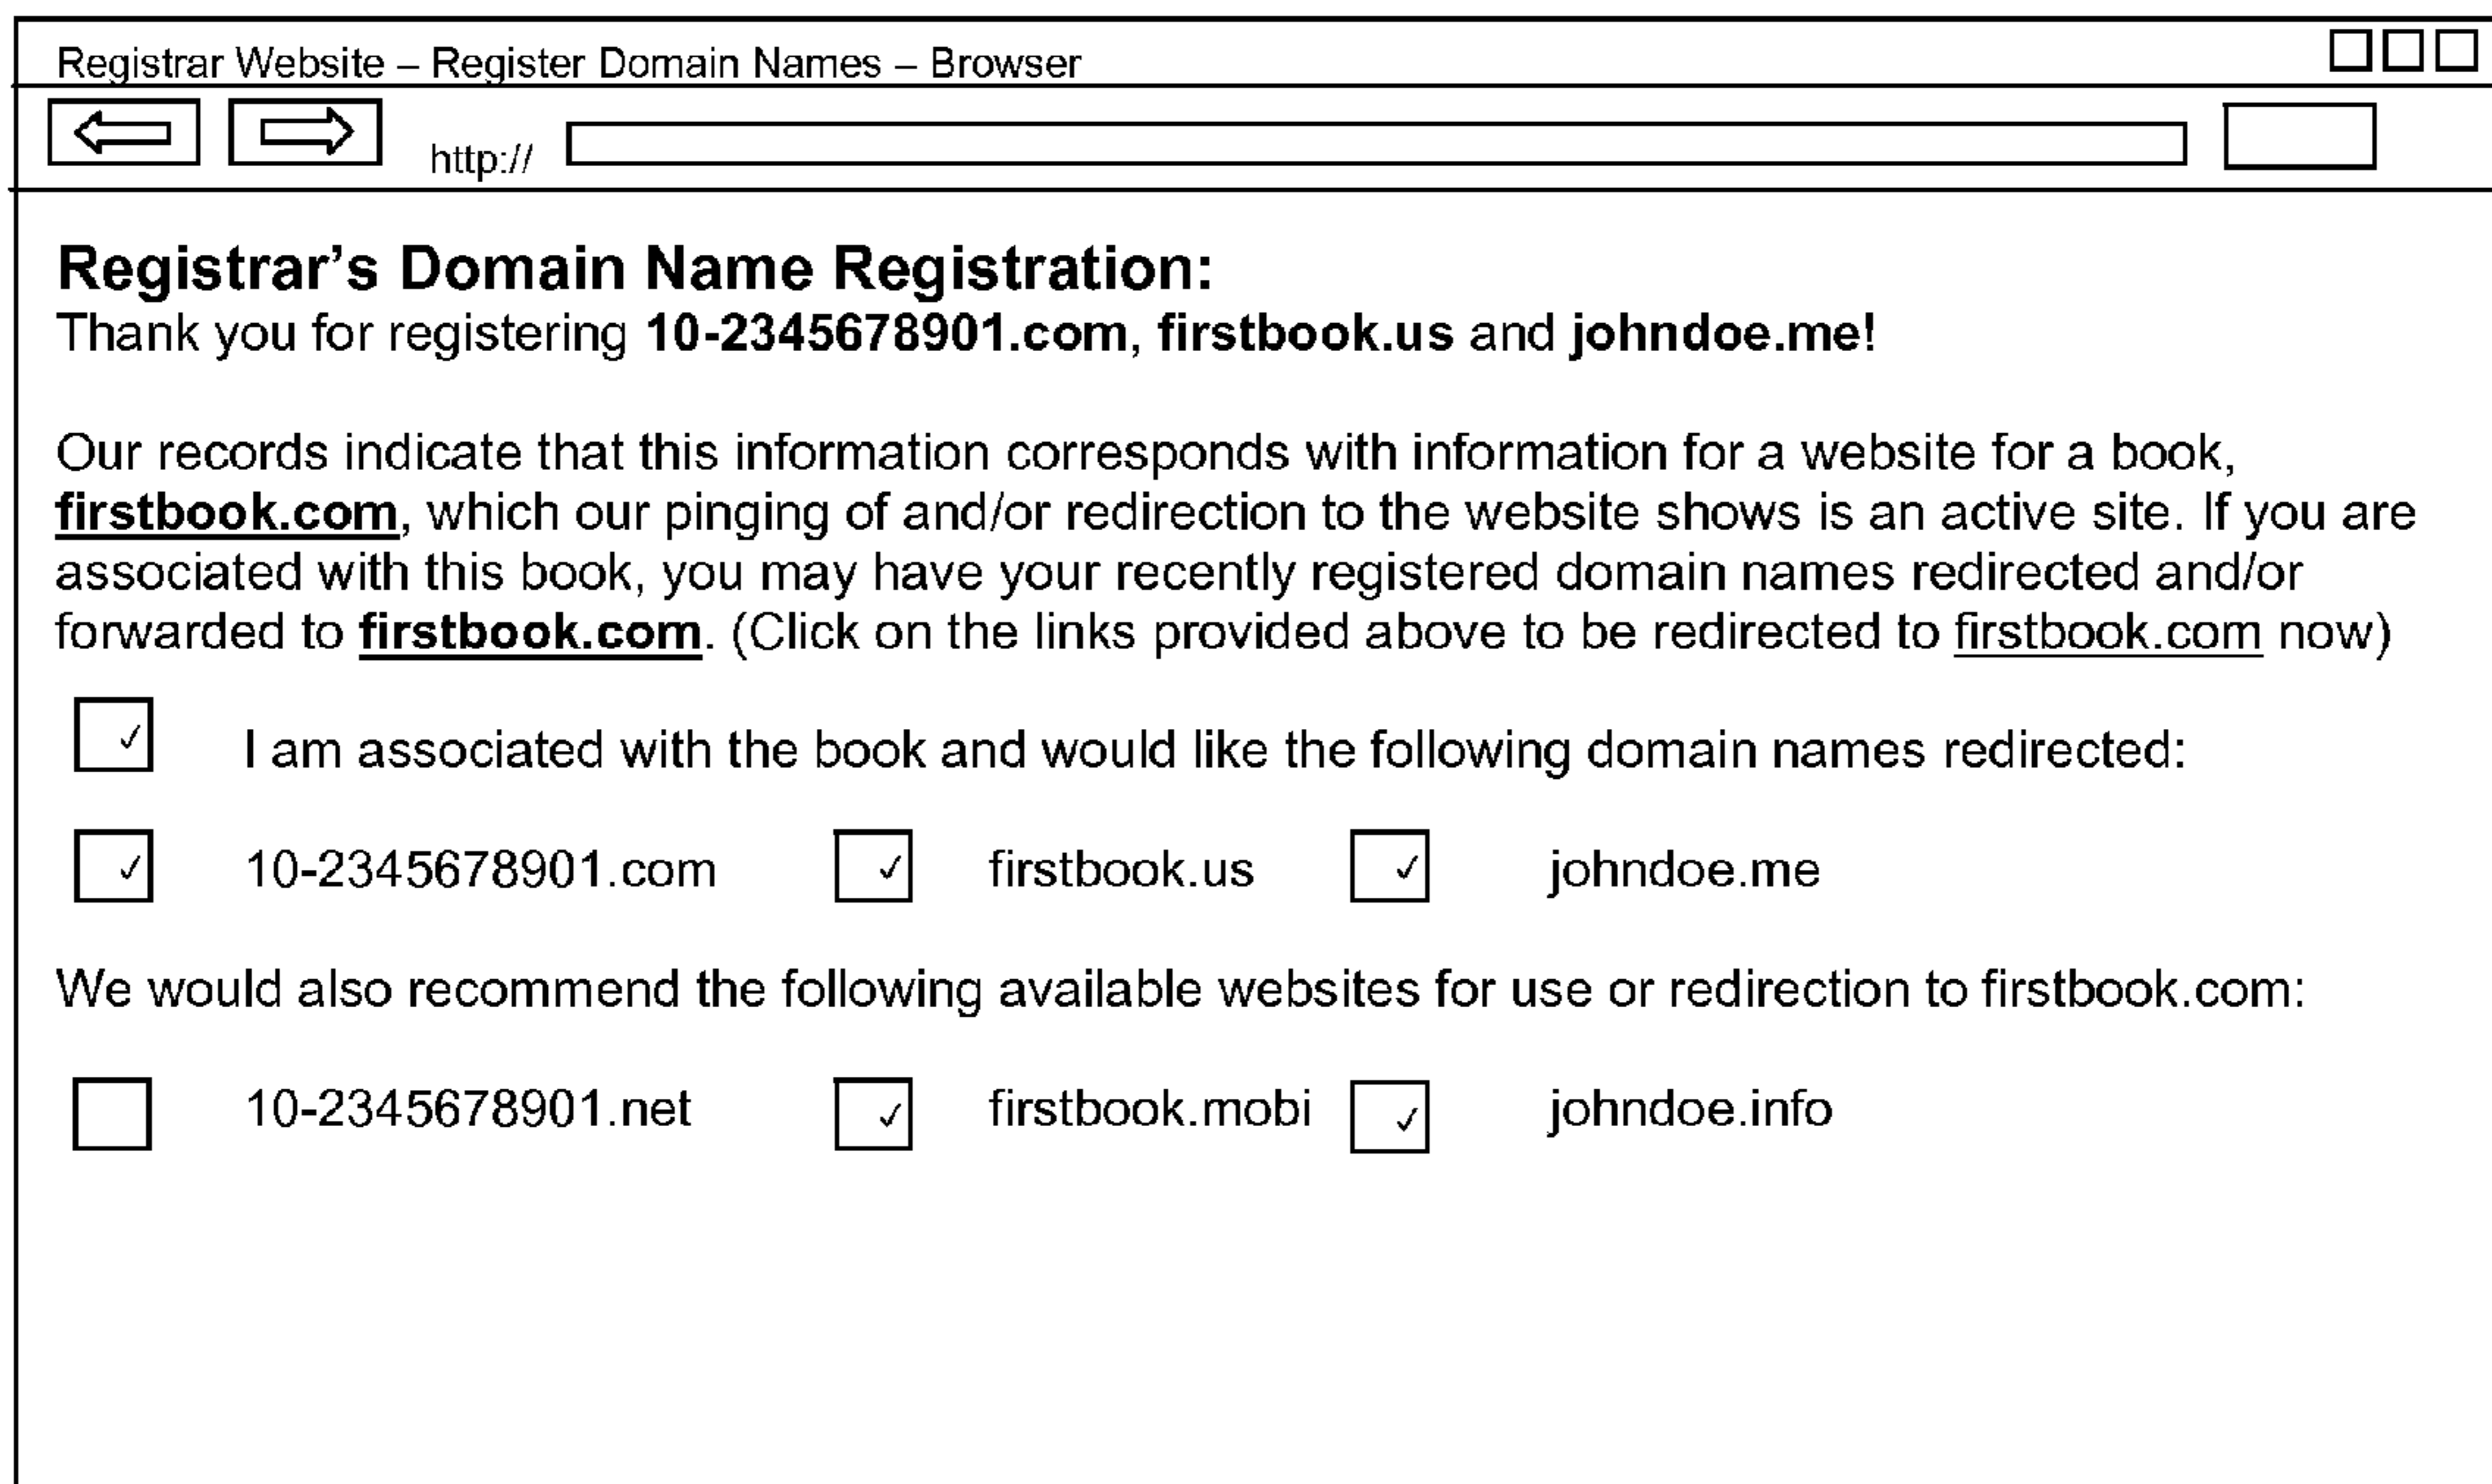 Registrar Website – Register Domain Names – Browser
http://
Registrar's Domain Name Registration:
Thank you for registering 10-2345678901.com, firstbook.us and johndoe.me!
Our records indicate that this information corresponds with information for a website for a book,
firstbook.com, which our pinging of and/or redirection to the website shows is an active site. If you are
associated with this book, you may have your recently registered domain names redirected and/or
forwarded to firstbook.com. (Click on the links provided above to be redirected to firstbook.com now)
✓ I am associated with the book and would like the following domain names redirected:
✓ 10-2345678901.com ✓ firstbook.us ✓ johndoe.me
We would also recommend the following available websites for use or redirection to firstbook.com:
10-2345678901.net ✓ firstbook.mobi ✓ johndoe.info